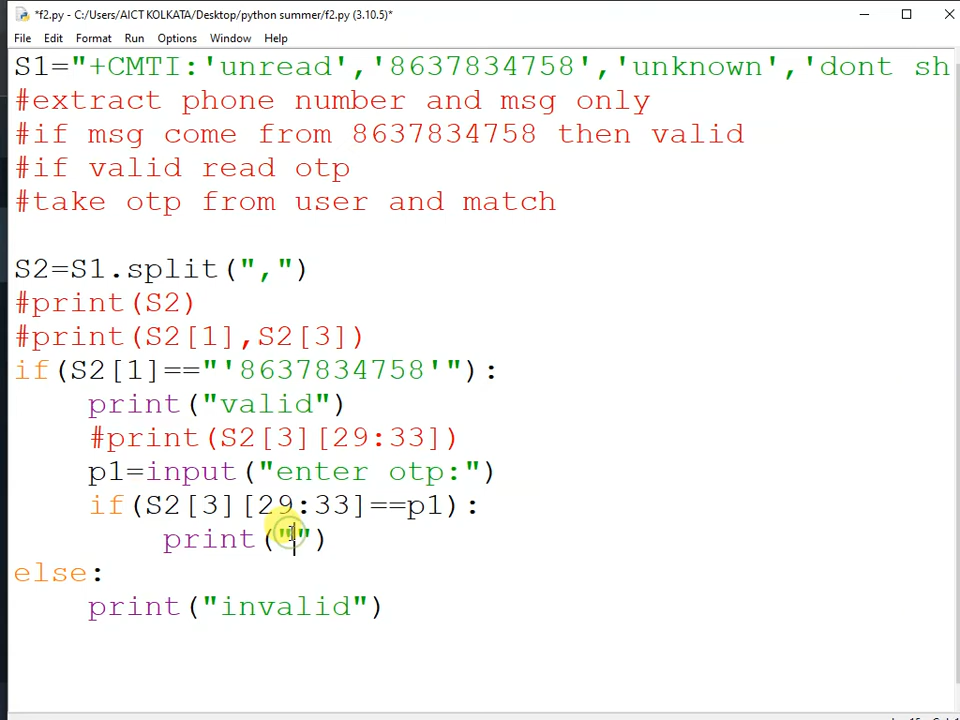 *f2.py - C:/Users/AICT KOLKATA/Desktop/python summer/f2.py (3.10.5)*
File Edit Format Run Options Window Help
S1="+CMTI:'unread','8637834758','unknown','dont sh
#extract phone number and msg only
#if msg come from 8637834758 then valid
#if valid read otp
#take otp from user and match
S2=S1.split(",")
#print(S2)
#print(S2[1],S2[3])
if(S2[1]=="'8637834758'"):
    print("valid")
    #print(S2[3][29:33])
    p1=input("enter otp:")
    if(S2[3][29:33]==p1):
        print("")
else:
    print("invalid")